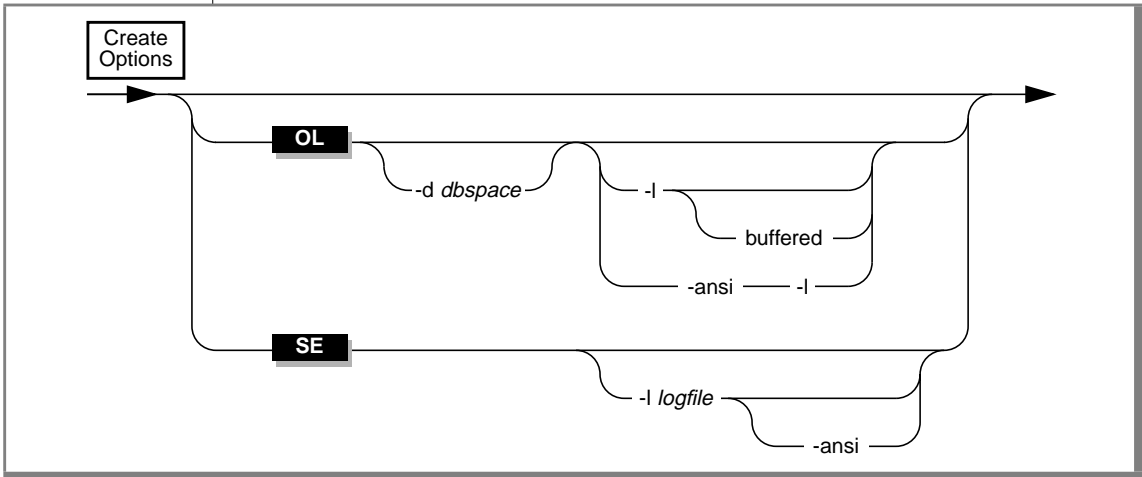 Create
Options
OL
-d dbspace
-l
buffered
-ansi
-l
SE
-l logfile
-ansi